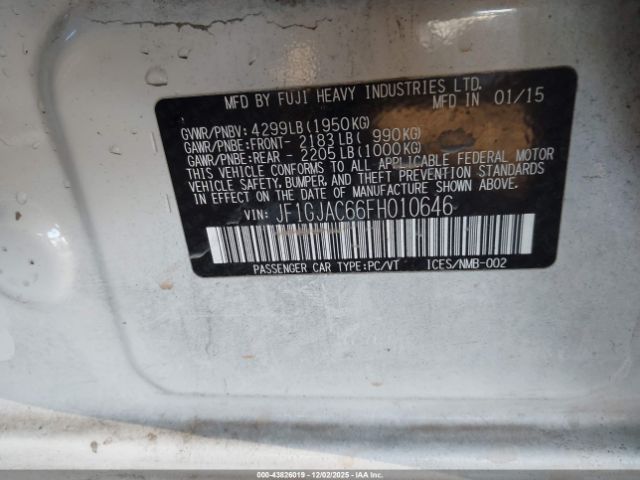 MFD BY FUJI HEAVY INDUSTRIES LTD.
MFD IN 01/15
GVWR/PNBV: 4299LB(1950KG)
GAWR/PNBE:FRONT- 2183LB( 990KG)
GAWR/PNBE:REAR - 2205LB(1000KG)
THIS VEHICLE CONFORMS TO ALL APPLICABLE FEDERAL MOTOR
VEHICLE SAFETY, BUMPER, AND THEFT PREVENTION STANDARDS
IN EFFECT ON THE DATE OF MANUFACTURE SHOWN ABOVE.
VIN: JF1GJAC66FH010646
PASSENGER CAR TYPE:PC/VT ICES/NMB-002
000-43826019 | 12/02/2025 | IAAI.COM